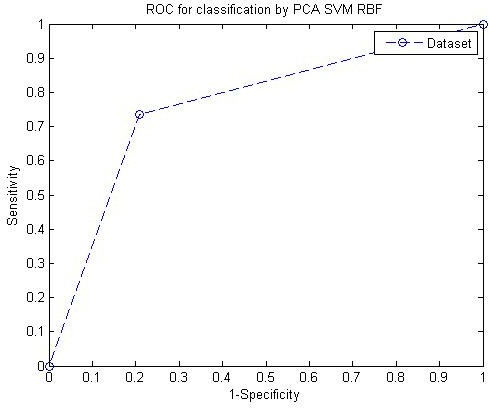 ROC for classification by PCA SVM RBF
Dataset
Sensitivity
1
0.9
0.8
0.7
0.6
0.5
0.4
0.3
0.2
0.1
0
0 0.1 0.2 0.3 0.4 0.5 0.6 0.7 0.8 0.9 1
1-Specificity